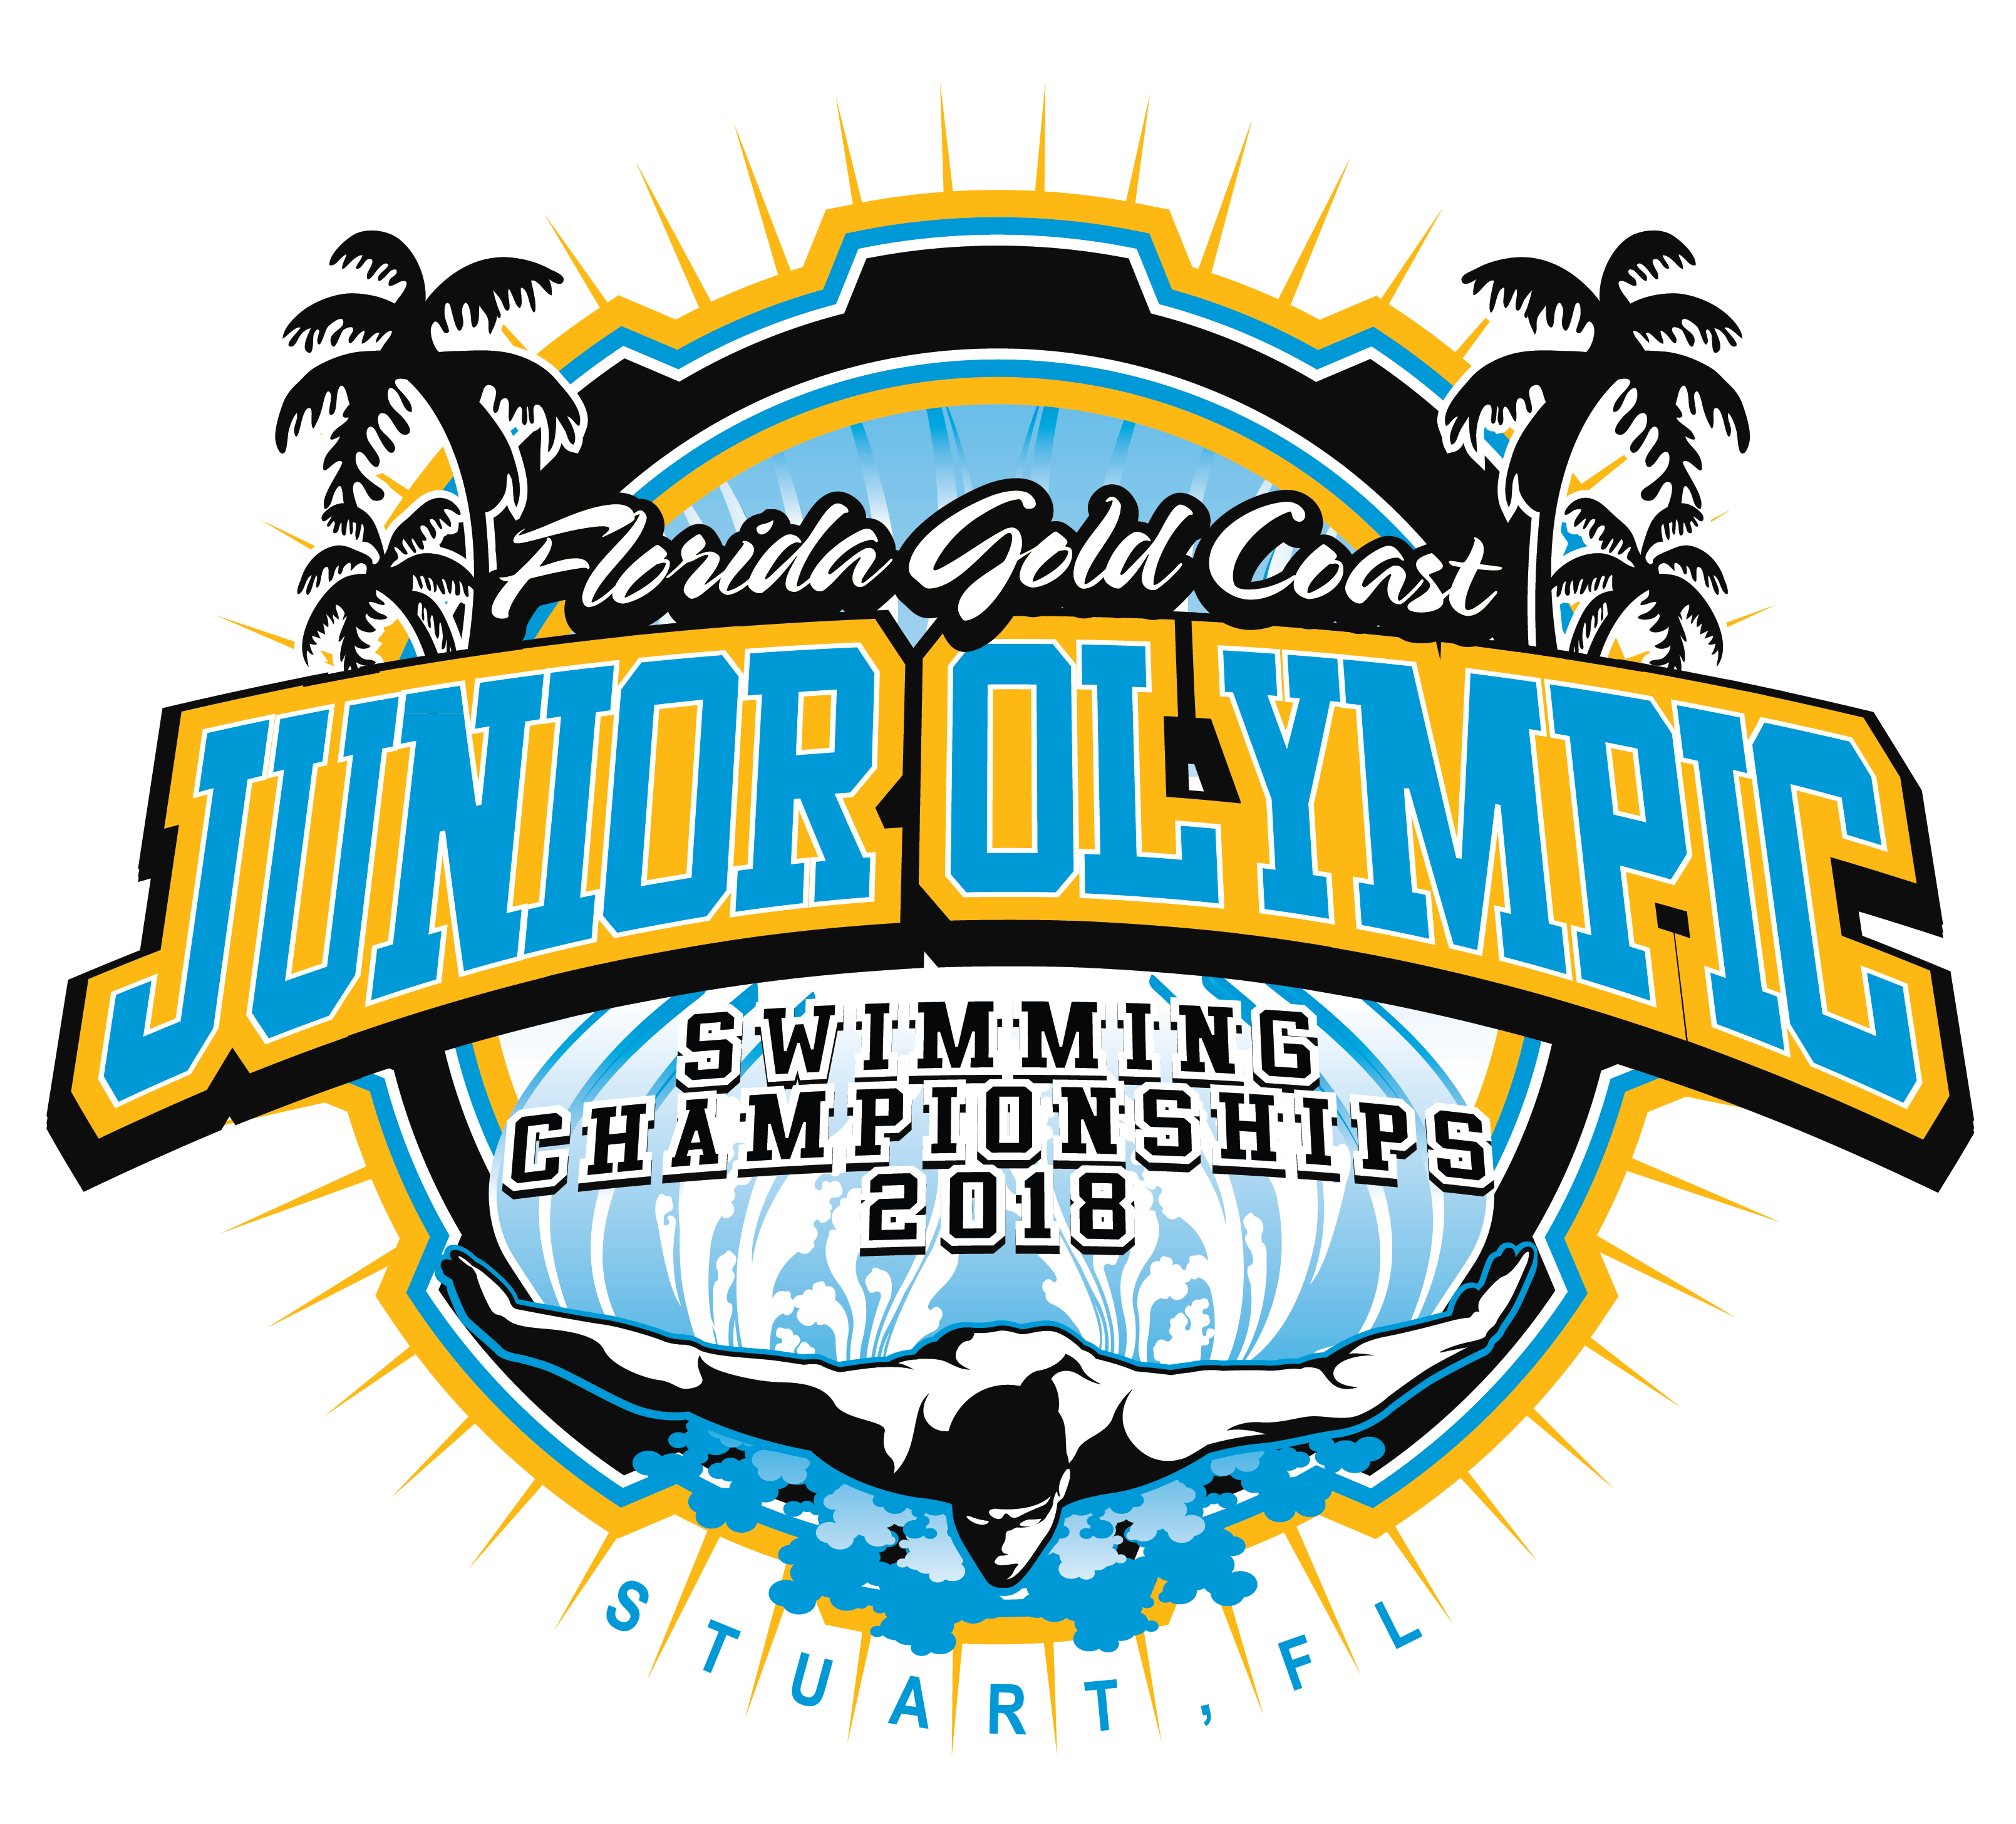 Florida Gold Coast
JUNIOR OLYMPIC
SWIMMING
CHAMPIONSHIPS
2018
STUART, FL